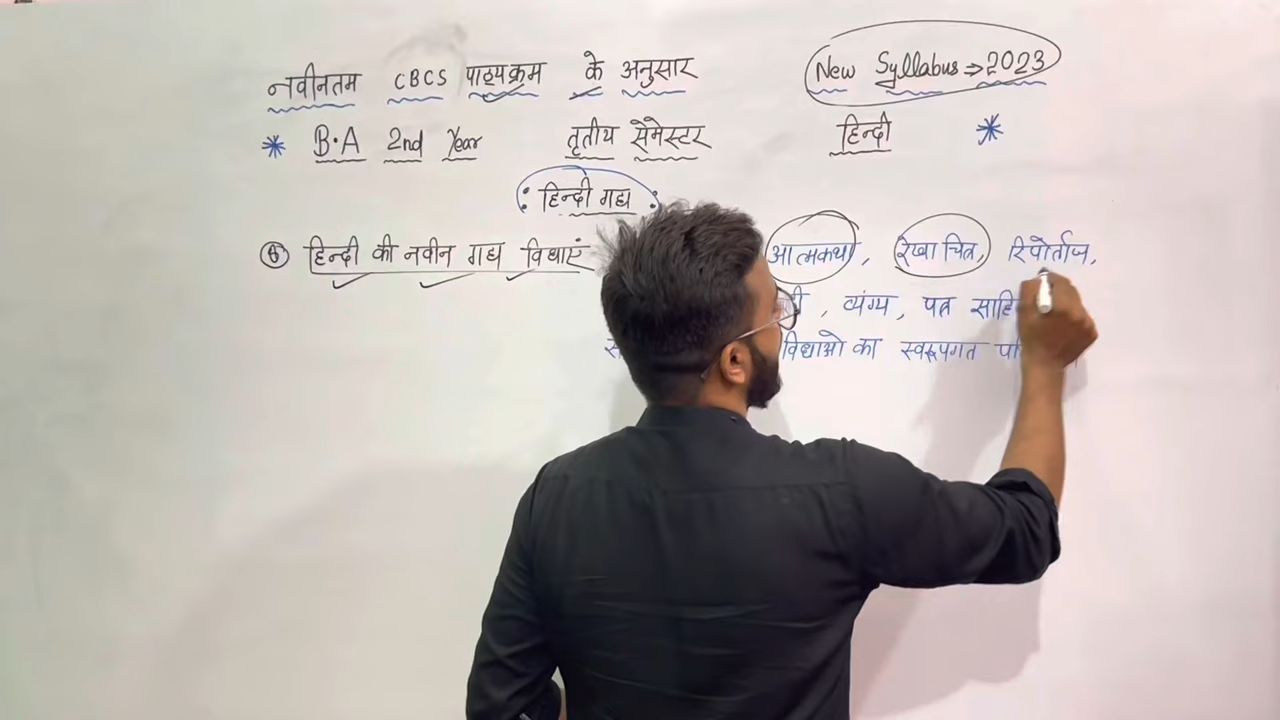 नवीनतम CBCS पाठ्यक्रम के अनुसार New Syllabus ⇒ 2023
* B.A 2nd Year तृतीय सेमेस्टर हिन्दी *
: हिन्दी गद्य :
हिन्दी की नवीन गद्य विधाएं आत्मकथा, रेखाचित्र, रिपोर्ताज,
, व्यंग्य, पत्र
विधाओ का स्वरूपगत